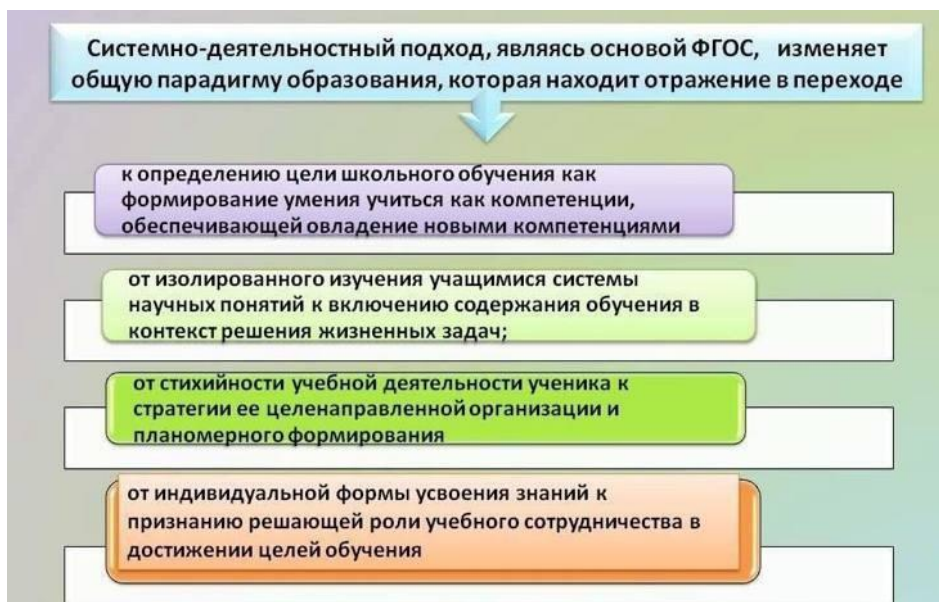 Системно-деятельностный подход, являясь основой ФГОС, изменяет
общую парадигму образования, которая находит отражение в переходе
к определению цели школьного обучения как
формирование умения учиться как компетенции,
обеспечивающей овладение новыми компетенциями
от изолированного изучения учащимися системы
научных понятий к включению содержания обучения в
контекст решения жизненных задач;
от стихийности учебной деятельности ученика к
стратегии ее целенаправленной организации и
планомерного формирования
от индивидуальной формы усвоения знаний к
признанию решающей роли учебного сотрудничества в
достижении целей обучения